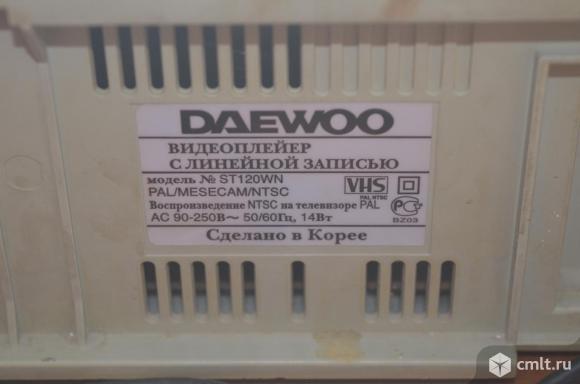 DAEWOO
ВИДЕОПЛЕЙЕР
С ЛИНЕЙНОЙ ЗАПИСЬЮ
модель № ST120WN
PAL/MESECAM/NTSC
VHS
PAL NTSC
Воспроизведение NTSC на телевизоре PAL
AC 90-250В~ 50/60Гц, 14Вт
BZ03
Сделано в Корее
cmlt.ru